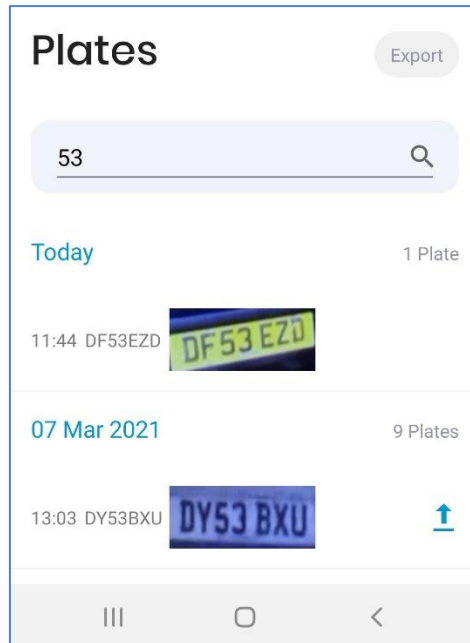 Plates
Export
53
Today
1 Plate
11:44 DF53EZD
DF53 EZD
07 Mar 2021
9 Plates
13:03 DY53BXU
DY53 BXU